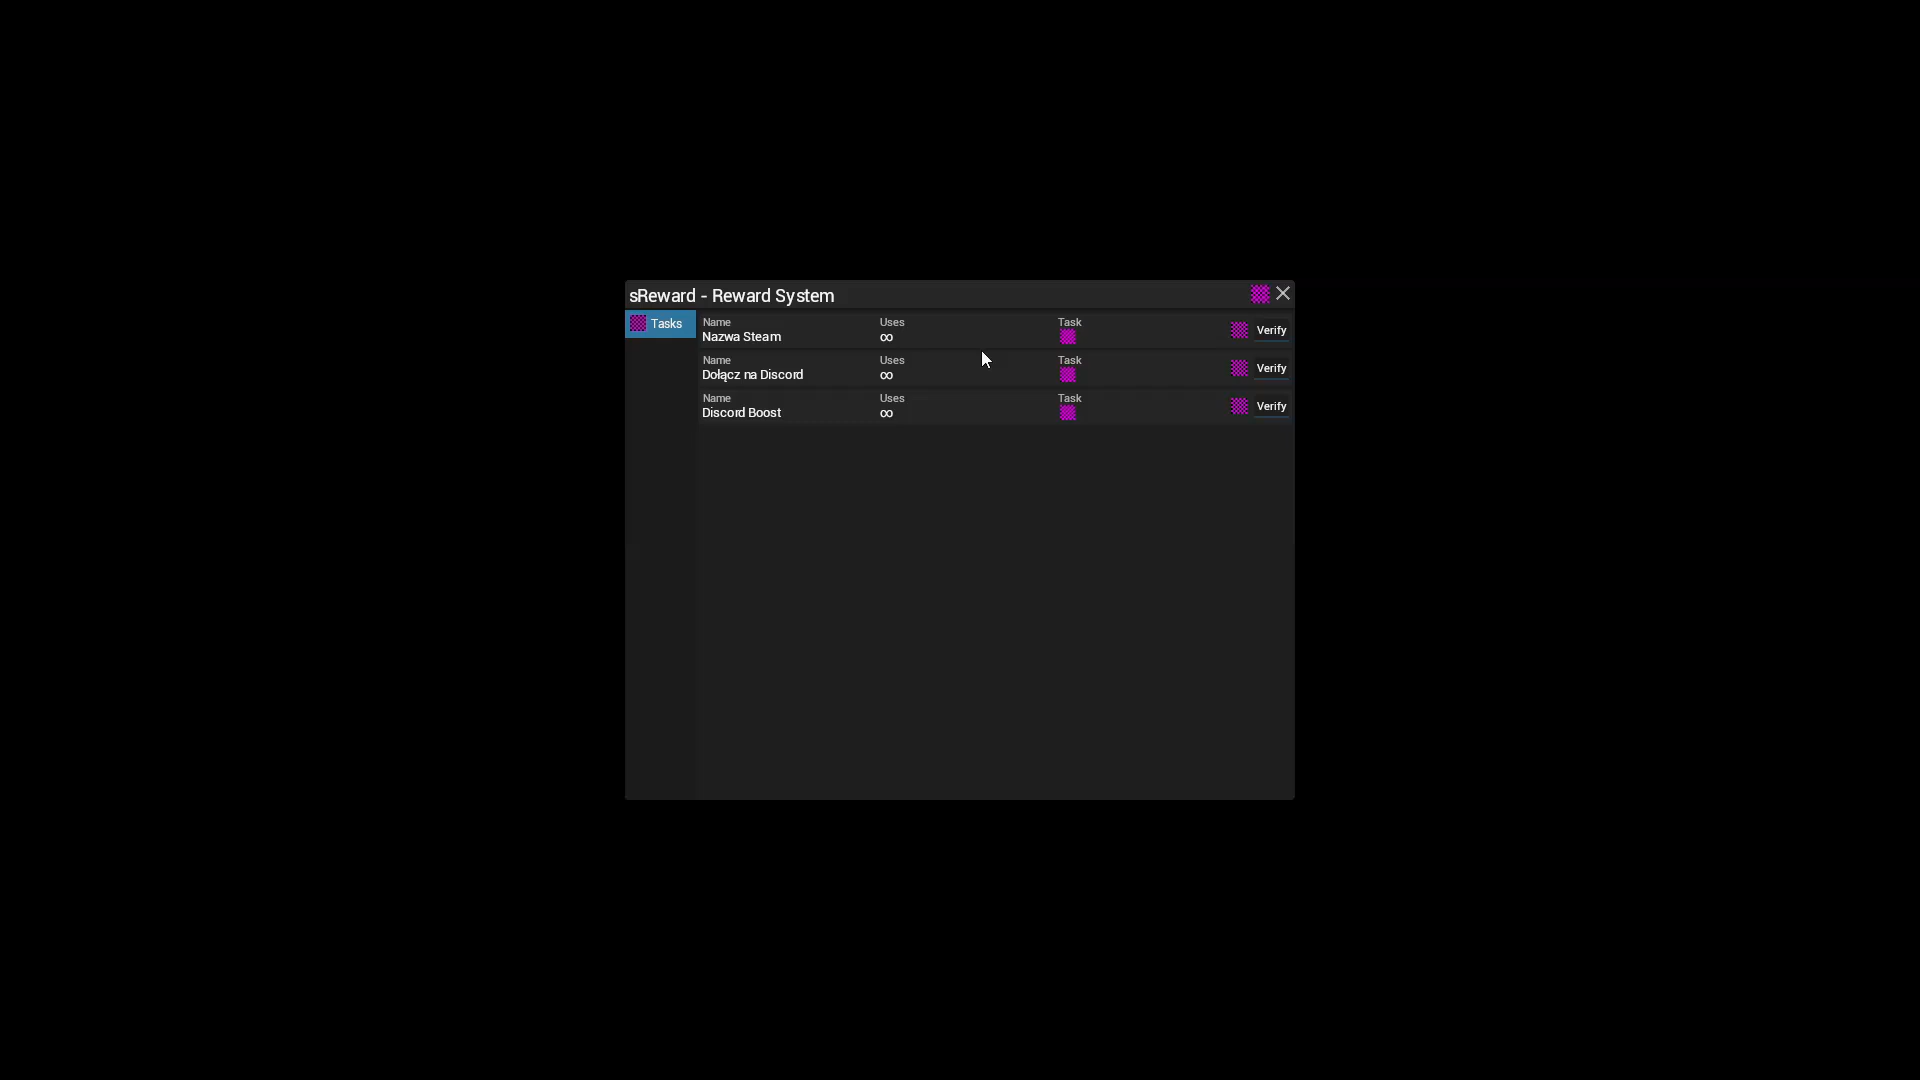 sReward - Reward System
Tasks
Name Uses Task
Nazwa Steam ∞ Verify
Name Uses Task
Dołącz na Discord ∞ Verify
Name Uses Task
Discord Boost ∞ Verify